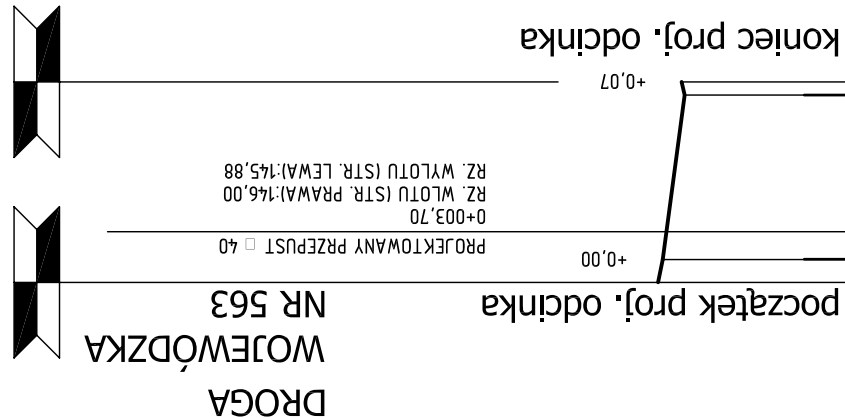 DROGA
WOJEWÓDZKA
NR 563
początek proj. odcinka
+0,00
PROJEKTOWANY PRZEPUST □ 40
0+003,70
RZ. WLOTU (STR. PRAWA):146,00
RZ. WYLOTU (STR. LEWA):145,88
+0,07
koniec proj. odcinka